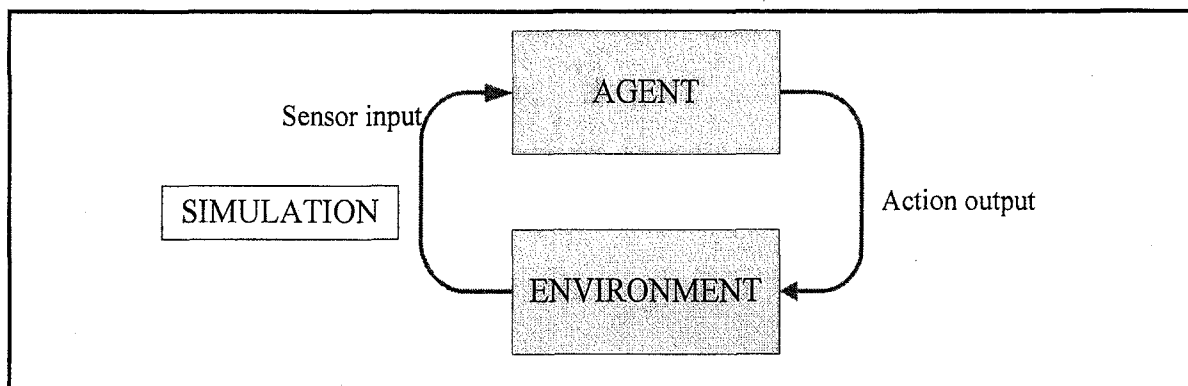 AGENT
Sensor input
SIMULATION
Action output
ENVIRONMENT